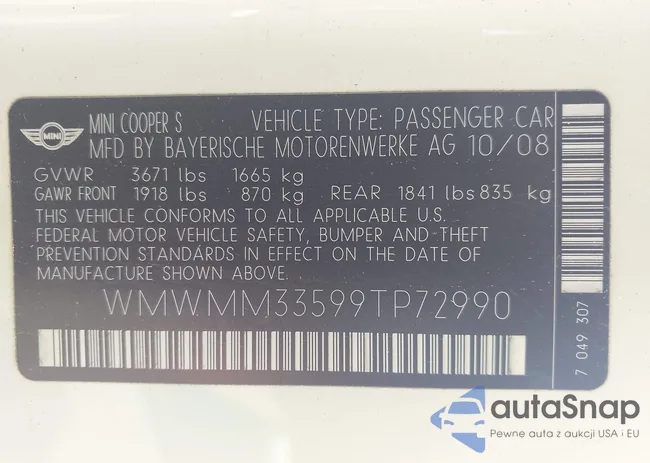 MINI
MINI COOPER S VEHICLE TYPE: PASSENGER CAR
MFD BY BAYERISCHE MOTORENWERKE AG 10/08
GVWR 3671 lbs 1665 kg
GAWR FRONT 1918 lbs 870 kg REAR 1841 lbs 835 kg
THIS VEHICLE CONFORMS TO ALL APPLICABLE U.S.
FEDERAL MOTOR VEHICLE SAFETY, BUMPER AND THEFT
PREVENTION STANDARDS IN EFFECT ON THE DATE OF
MANUFACTURE SHOWN ABOVE.
WMWMM33599TP72990
7 049 307
autaSnap
Pewne auta z aukcji USA i EU